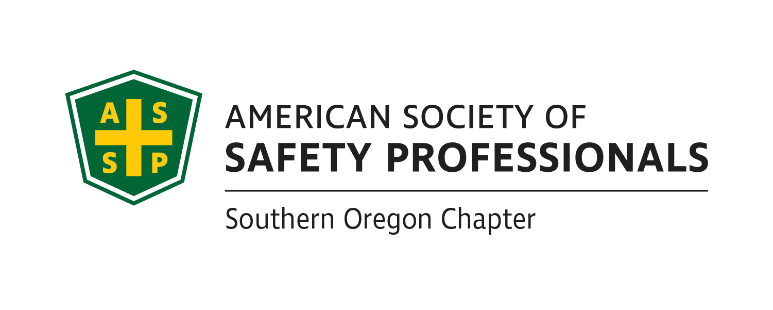 A S
S P
AMERICAN SOCIETY OF
SAFETY PROFESSIONALS
Southern Oregon Chapter